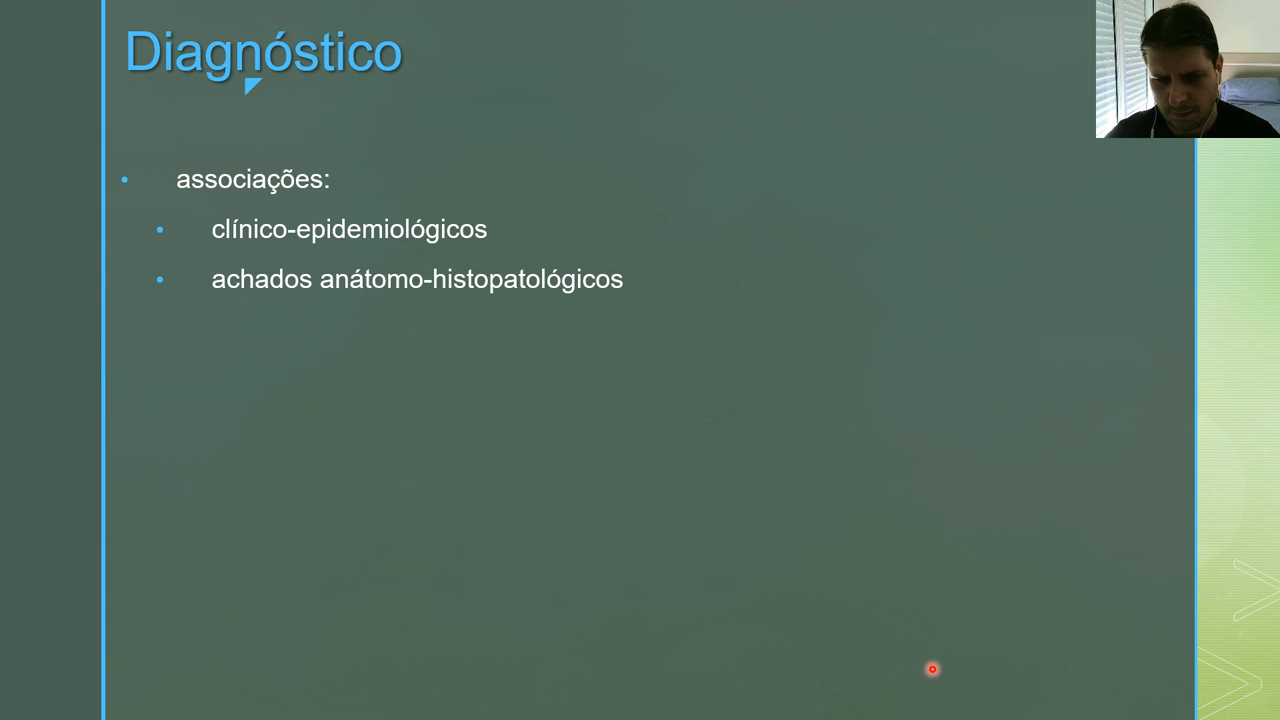 Diagnóstico
associações:
clínico-epidemiológicos
achados anátomo-histopatológicos